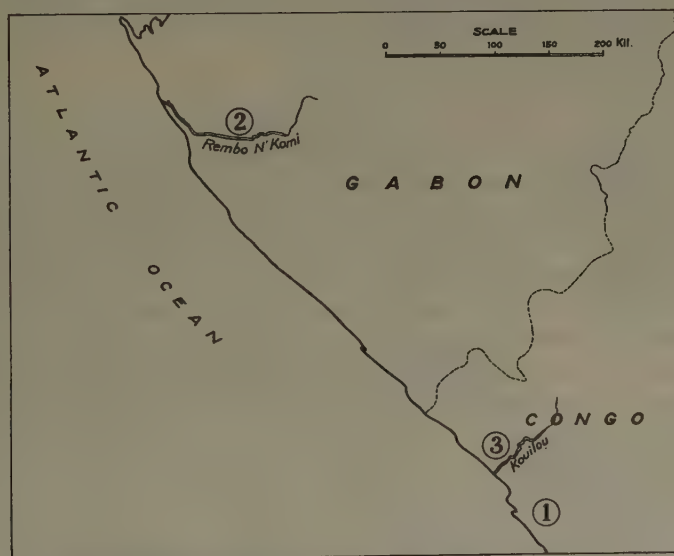 SCALE
0 50 100 150 200 Kil.
ATLANTIC OCEAN
②
Rembo N'Komi
GABON
CONGO
③
Kouilou
①